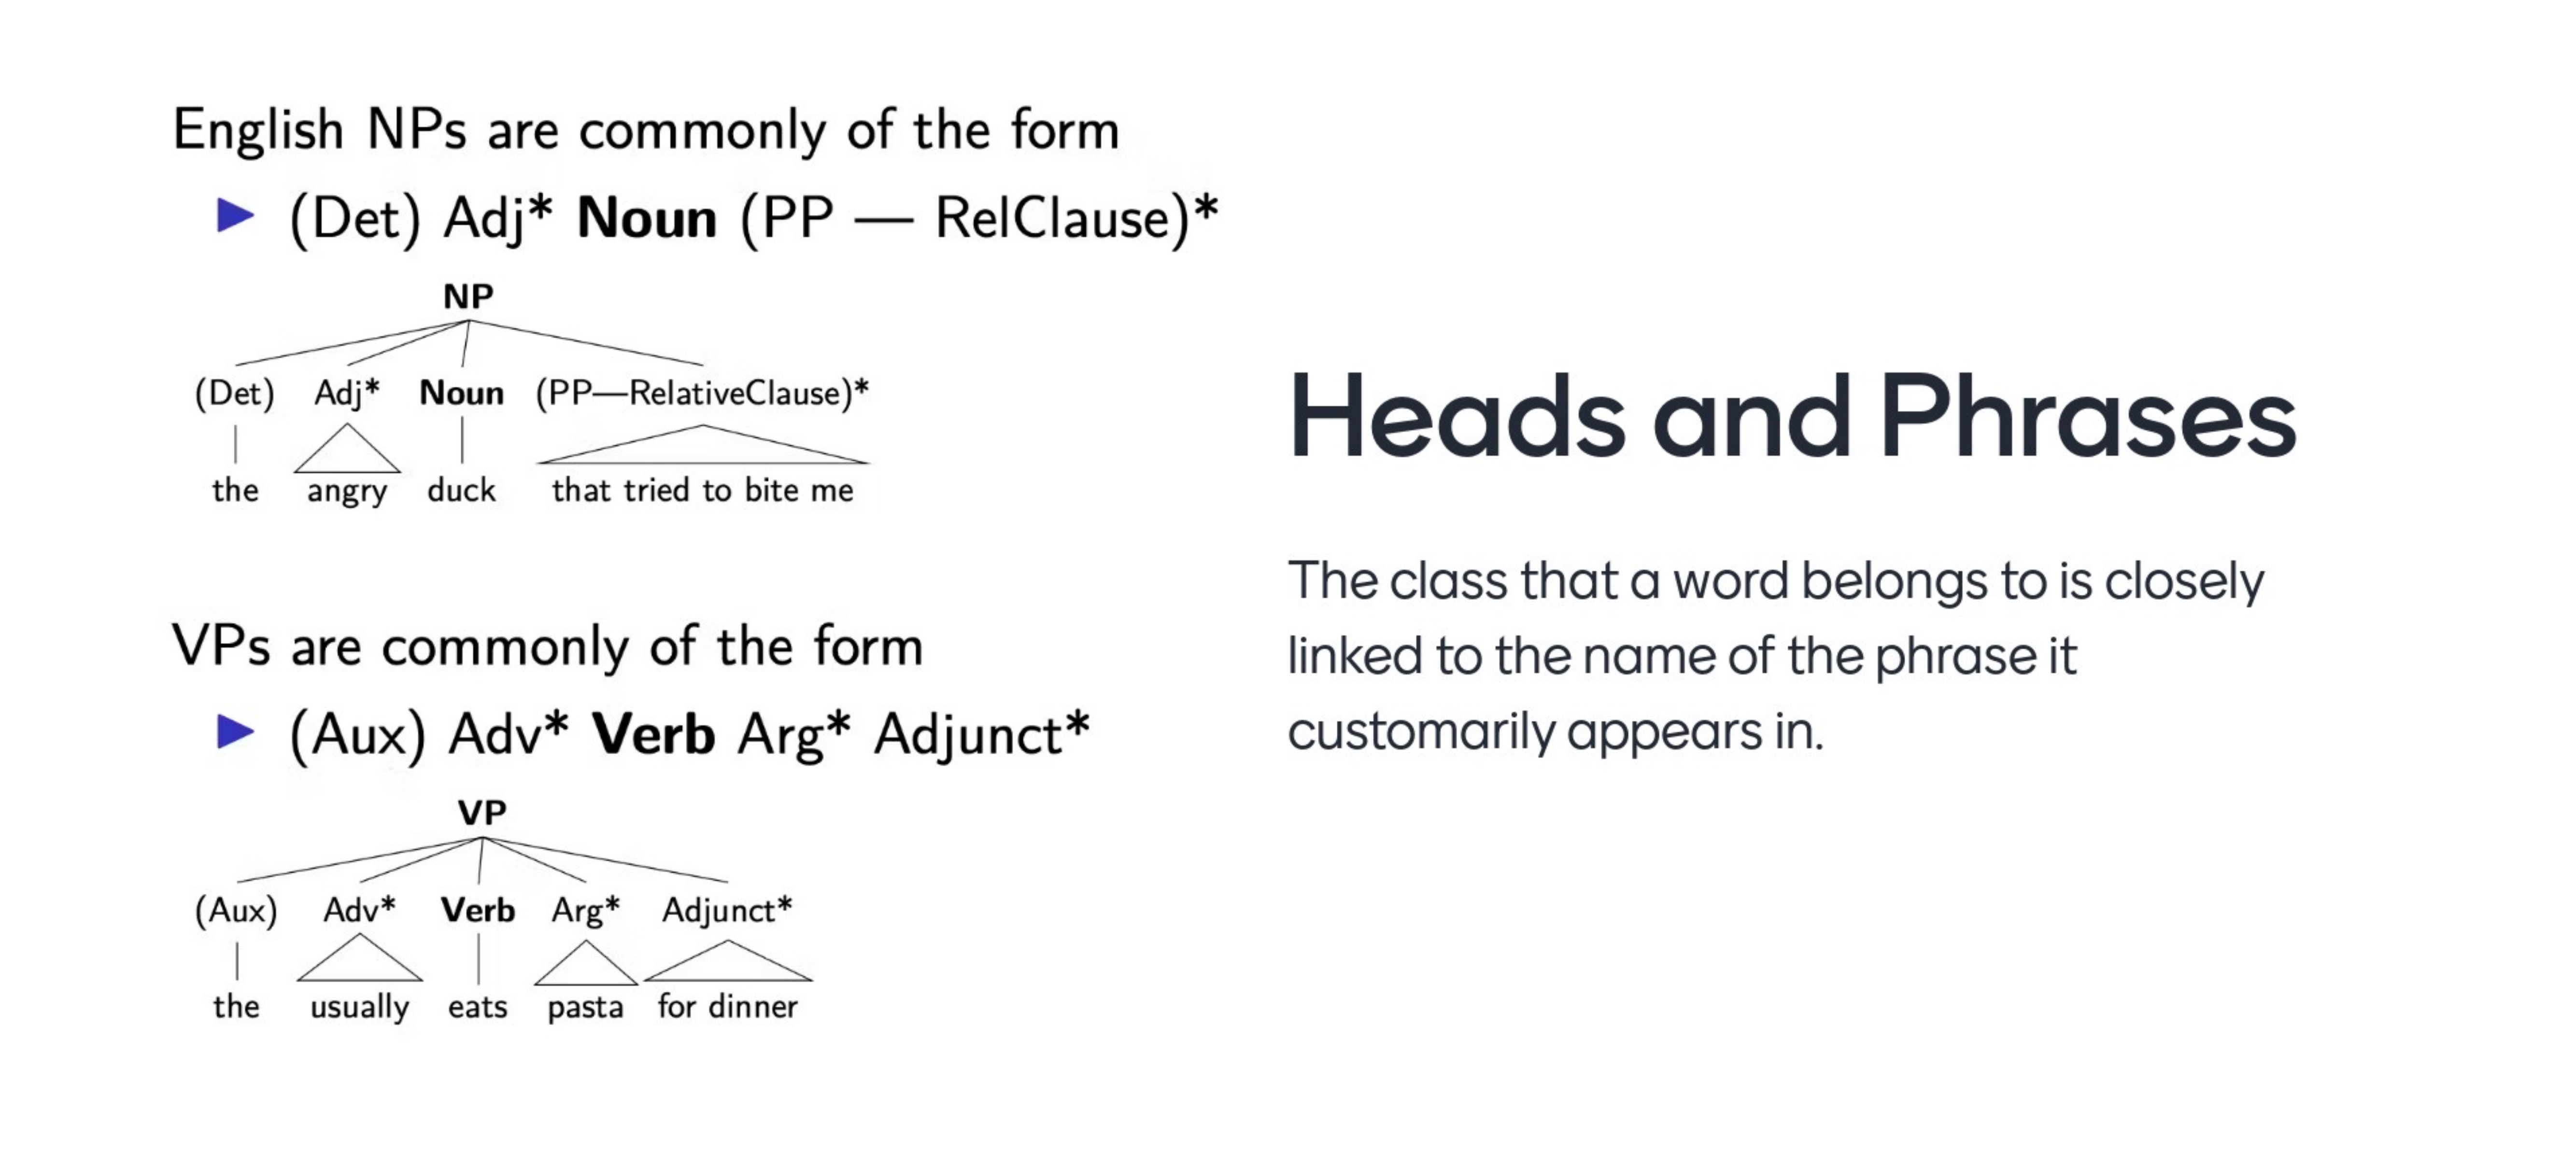 English NPs are commonly of the form
▶ (Det) Adj* Noun (PP — RelClause)*
NP
(Det) Adj* Noun (PP—RelativeClause)*
the angry duck that tried to bite me
VPs are commonly of the form
▶ (Aux) Adv* Verb Arg* Adjunct*
VP
(Aux) Adv* Verb Arg* Adjunct*
the usually eats pasta for dinner
Heads and Phrases
The class that a word belongs to is closely
linked to the name of the phrase it
customarily appears in.